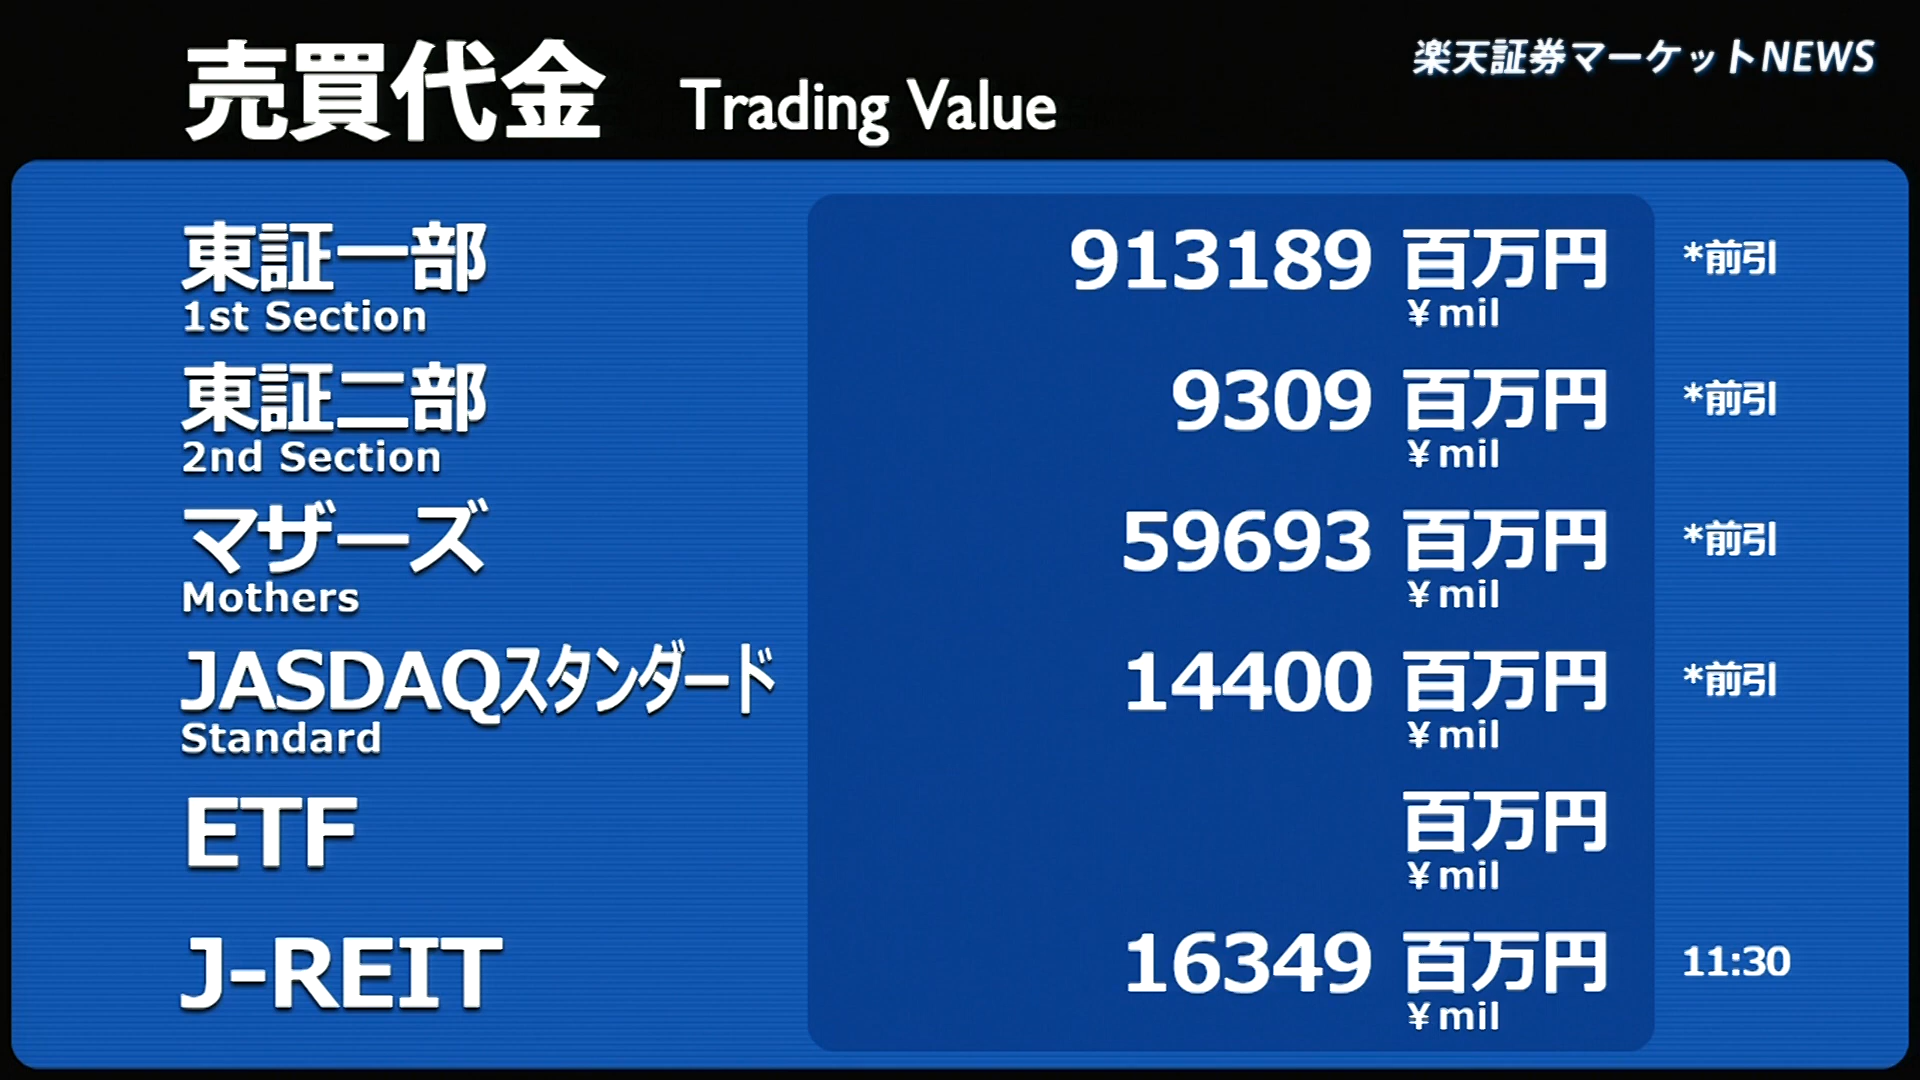 売買代金 Trading Value
楽天証券マーケットNEWS
東証一部 913189 百万円 *前引
1st Section ¥mil
東証二部 9309 百万円 *前引
2nd Section ¥mil
マザーズ 59693 百万円 *前引
Mothers ¥mil
JASDAQスタンダード 14400 百万円 *前引
Standard ¥mil
ETF 百万円
¥mil
J-REIT 16349 百万円 11:30
¥mil